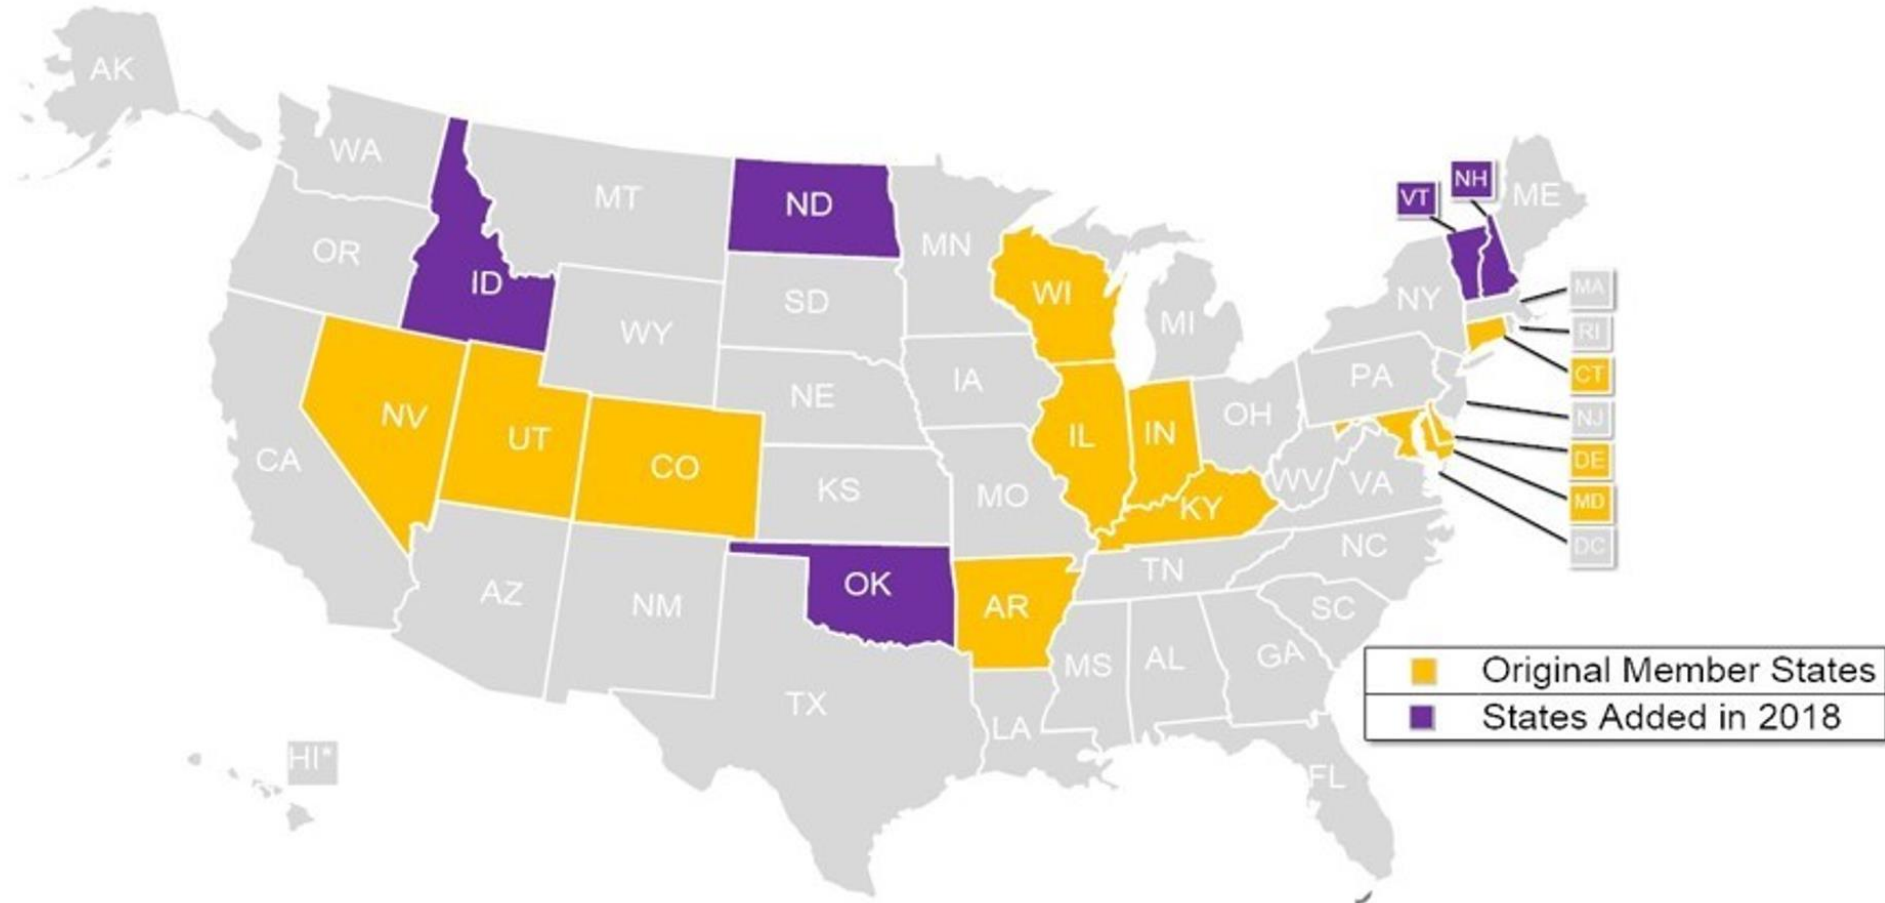 AK
WA
MT
ND
MN
VT
NH
ME
OR
ID
WY
SD
WI
MI
NY
MA
RI
CT
NJ
DE
MD
DC
NV
UT
CO
NE
IA
IL
IN
OH
PA
CA
KS
MO
KY
WV
VA
AZ
NM
OK
AR
TN
NC
SC
TX
LA
MS
AL
GA
FL
HI*
Original Member States
States Added in 2018